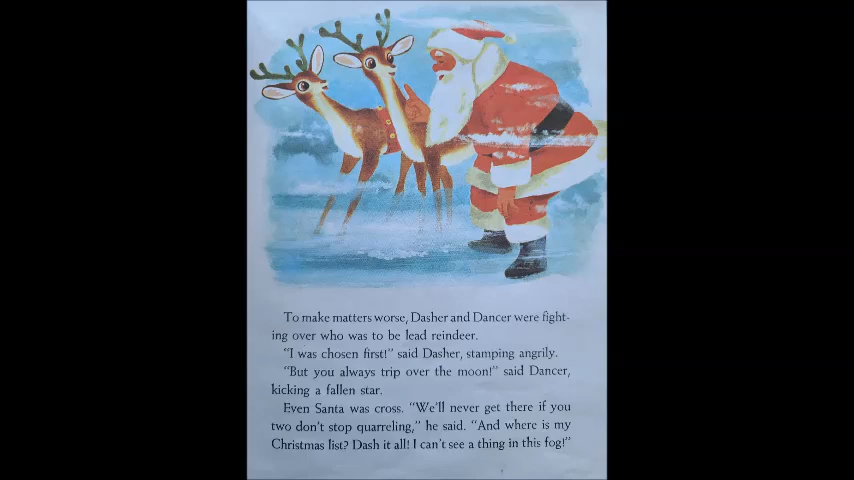 To make matters worse, Dasher and Dancer were fight-
ing over who was to be lead reindeer.
"I was chosen first!" said Dasher, stamping angrily.
"But you always trip over the moon!" said Dancer,
kicking a fallen star.
Even Santa was cross. "We'll never get there if you
two don't stop quarreling," he said. "And where is my
Christmas list? Dash it all! I can't see a thing in this fog!"